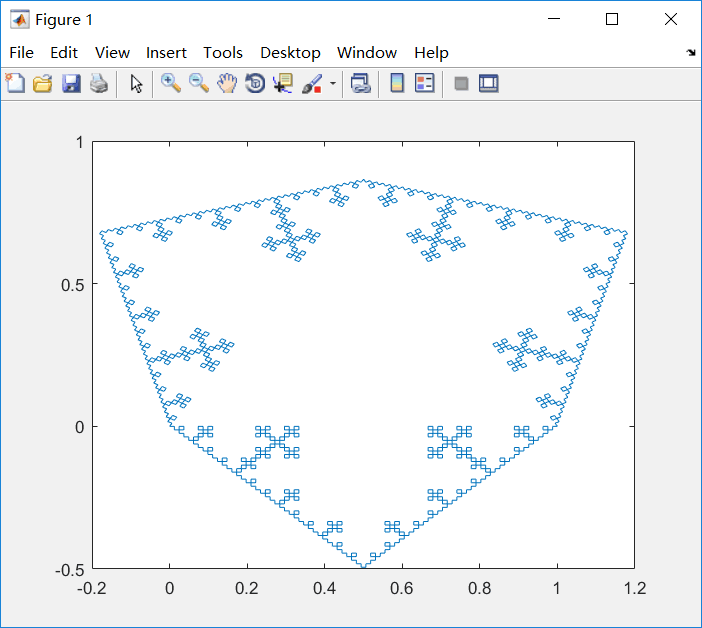 Figure 1
File Edit View Insert Tools Desktop Window Help
1
0.5
0
-0.5
-0.2 0 0.2 0.4 0.6 0.8 1 1.2